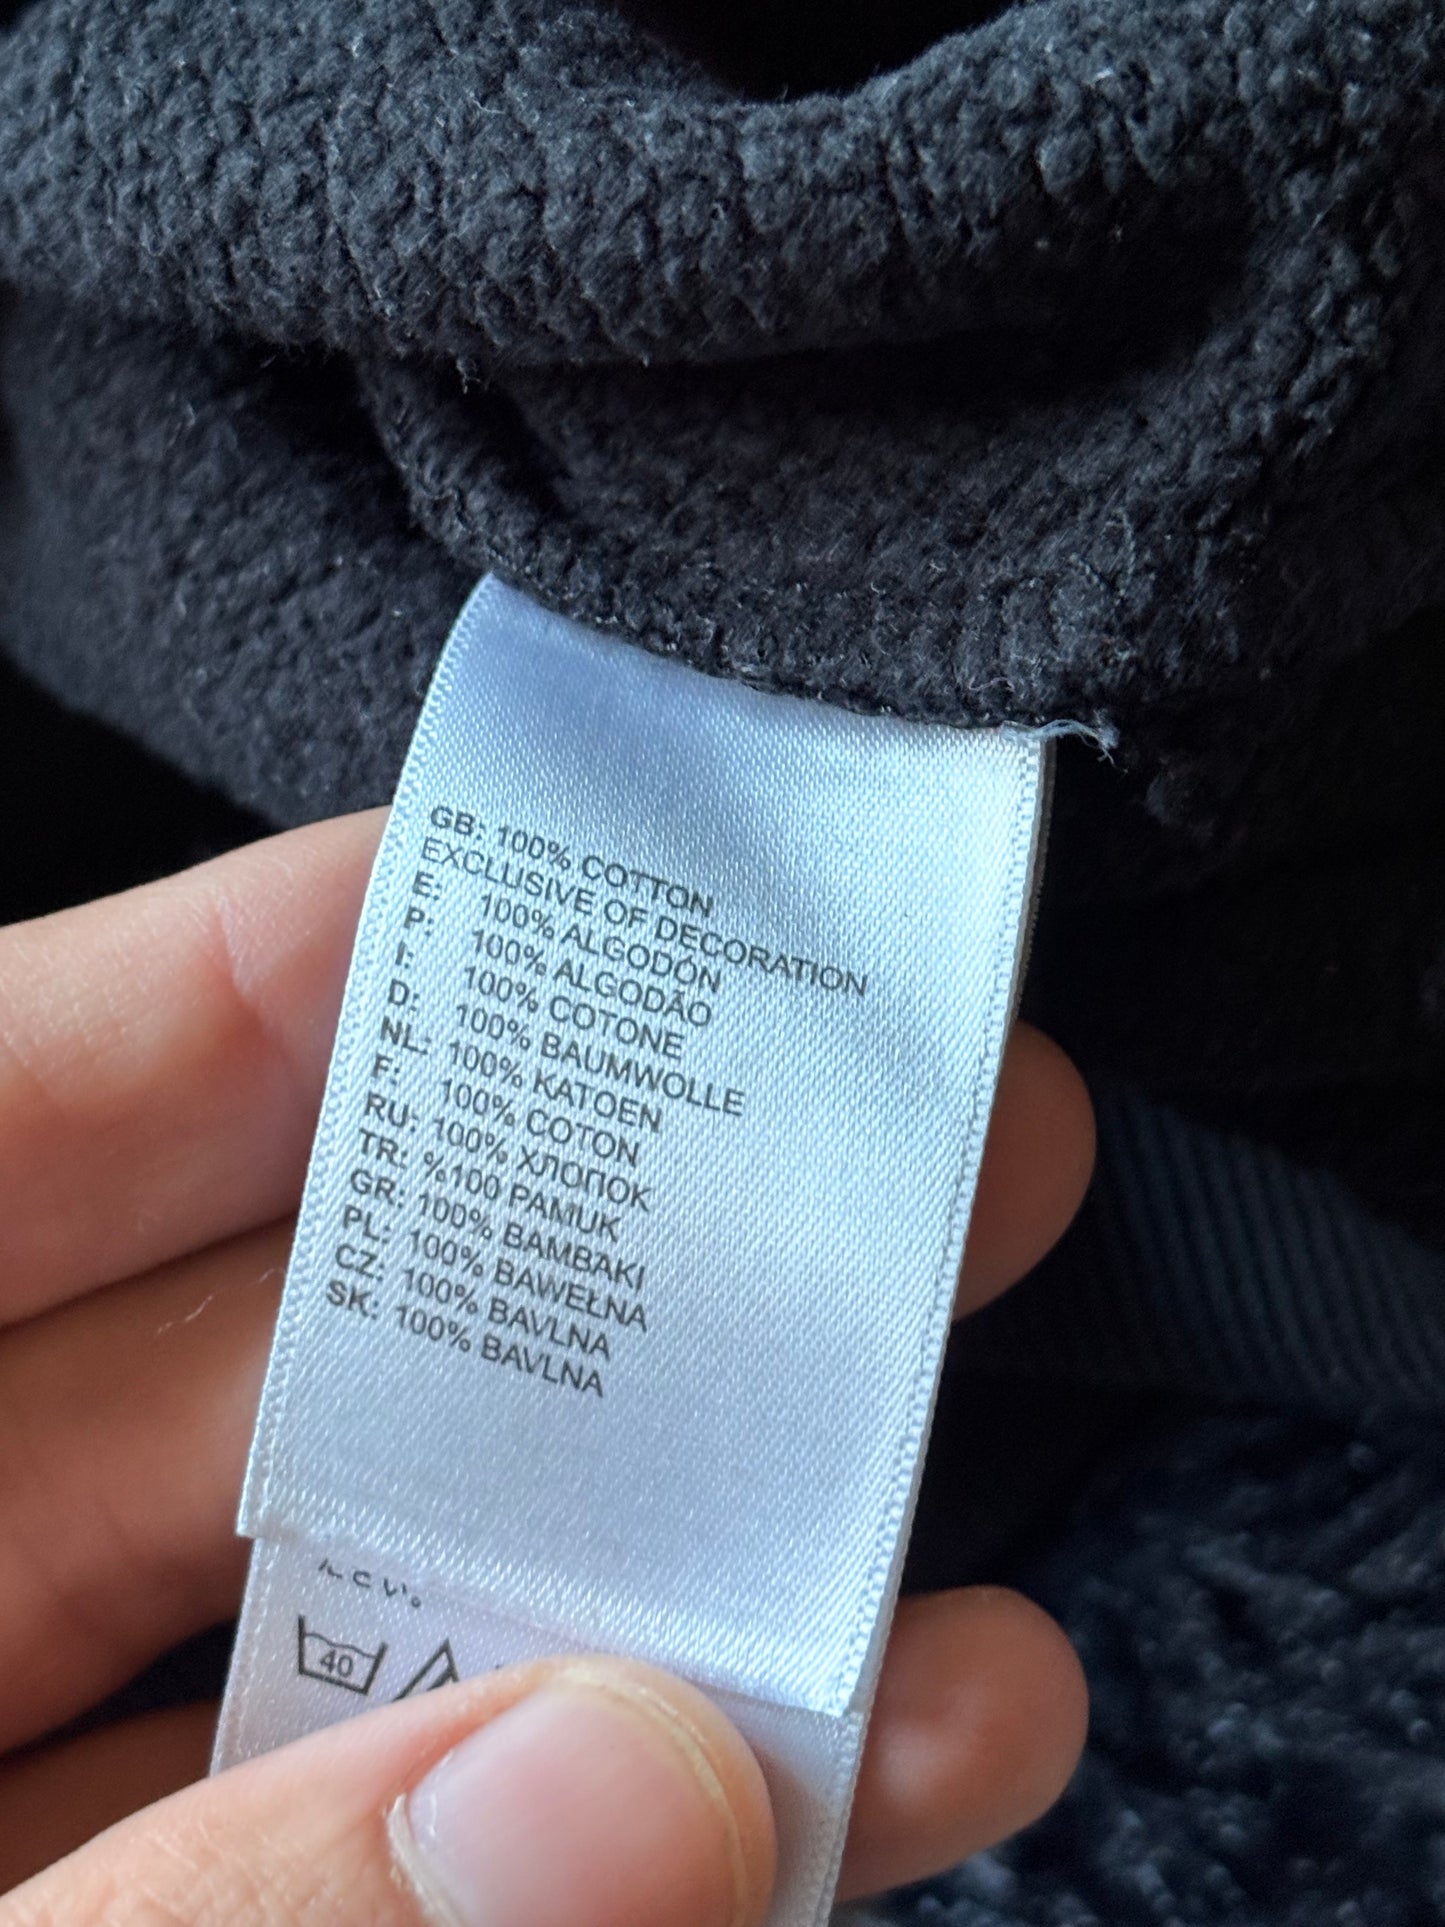 GB: 100% COTTON
EXCLUSIVE OF DECORATION
E: 100% ALGODÓN
P: 100% ALGODÃO
I: 100% COTONE
D: 100% BAUMWOLLE
NL: 100% KATOEN
F: 100% COTON
RU: 100% ХЛОПОК
TR: %100 PAMUK
GR: 100% BAMBAKI
PL: 100% BAWEŁNA
CZ: 100% BAVLNA
SK: 100% BAVLNA
40